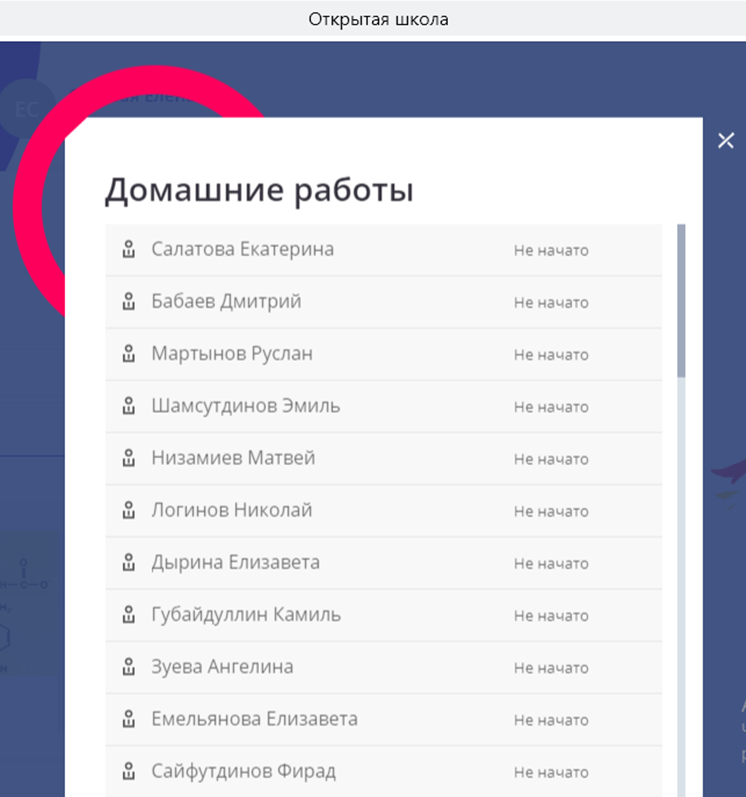 Открытая школа
ЕС
Домашние работы
Салатова Екатерина Не начато
Бабаев Дмитрий Не начато
Мартынов Руслан Не начато
Шамсутдинов Эмиль Не начато
Низамиев Матвей Не начато
Логинов Николай Не начато
Дырина Елизавета Не начато
Губайдуллин Камиль Не начато
Зуева Ангелина Не начато
Емельянова Елизавета Не начато
Сайфутдинов Фирад Не начато